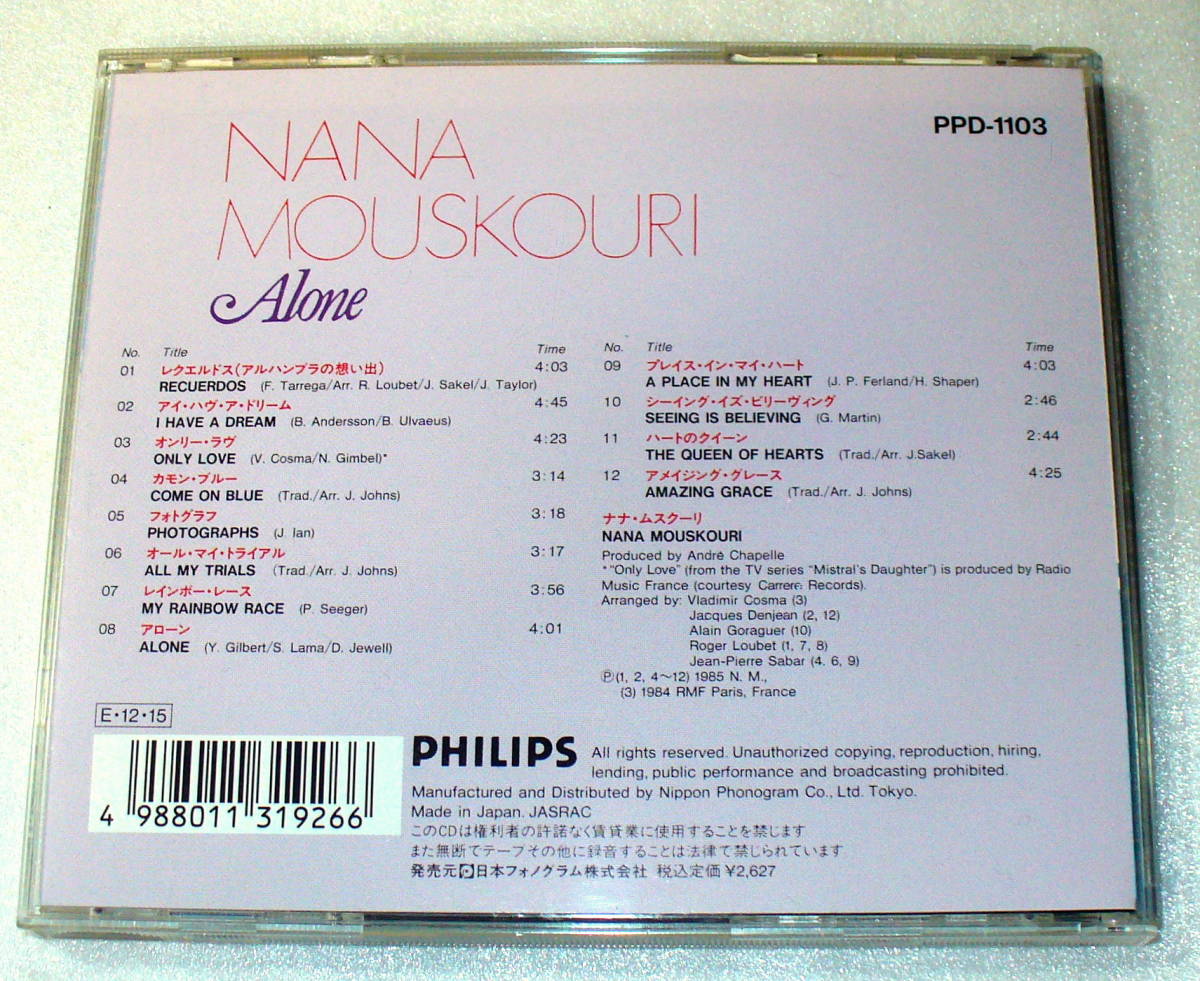 NANA
MOUSKOURI
Alone
PPD-1103
No. Title Time
01 レクエルドス(アルハンブラの想い出) 4:03
RECUERDOS (F. Tarrega/Arr. R. Loubet/J. Sakel/J. Taylor)
02 アイ・ハヴ・ア・ドリーム 4:45
I HAVE A DREAM (B. Andersson/B. Ulvaeus)
03 オンリー・ラヴ 4:23
ONLY LOVE (V. Cosma/N. Gimbel)*
04 カモン・ブルー 3:14
COME ON BLUE (Trad./Arr. J. Johns)
05 フォトグラフ 3:18
PHOTOGRAPHS (J. Ian)
06 オール・マイ・トライアル 3:17
ALL MY TRIALS (Trad./Arr. J. Johns)
07 レインボー・レース 3:56
MY RAINBOW RACE (P. Seeger)
08 アローン 4:01
ALONE (Y. Gilbert/S. Lama/D. Jewell)
No. Title Time
09 プレイス・イン・マイ・ハート 4:03
A PLACE IN MY HEART (J. P. Ferland/H. Shaper)
10 シーイング・イズ・ビリーヴィング 2:46
SEEING IS BELIEVING (G. Martin)
11 ハートのクイーン 2:44
THE QUEEN OF HEARTS (Trad./Arr. J.Sakel)
12 アメイジング・グレース 4:25
AMAZING GRACE (Trad./Arr. J. Johns)
ナナ・ムスクーリ
NANA MOUSKOURI
Produced by André Chapelle
*"Only Love" (from the TV series "Mistral's Daughter") is produced by Radio
Music France (courtesy Carrere Records).
Arranged by: Vladimir Cosma (3)
Jacques Denjean (2, 12)
Alain Goraguer (10)
Roger Loubet (1, 7, 8)
Jean-Pierre Sabar (4. 6, 9)
Ⓟ(1, 2, 4〜12) 1985 N. M.,
(3) 1984 RMF Paris, France
E・12・15
4 988011 319266
PHILIPS All rights reserved. Unauthorized copying, reproduction, hiring,
lending, public performance and broadcasting prohibited.
Manufactured and Distributed by Nippon Phonogram Co., Ltd. Tokyo.
Made in Japan. JASRAC
このCDは権利者の許諾なく賃貸業に使用することを禁じます
また無断でテープその他に録音することは法律で禁じられています
発売元 日本フォノグラム株式会社 税込定価¥2,627